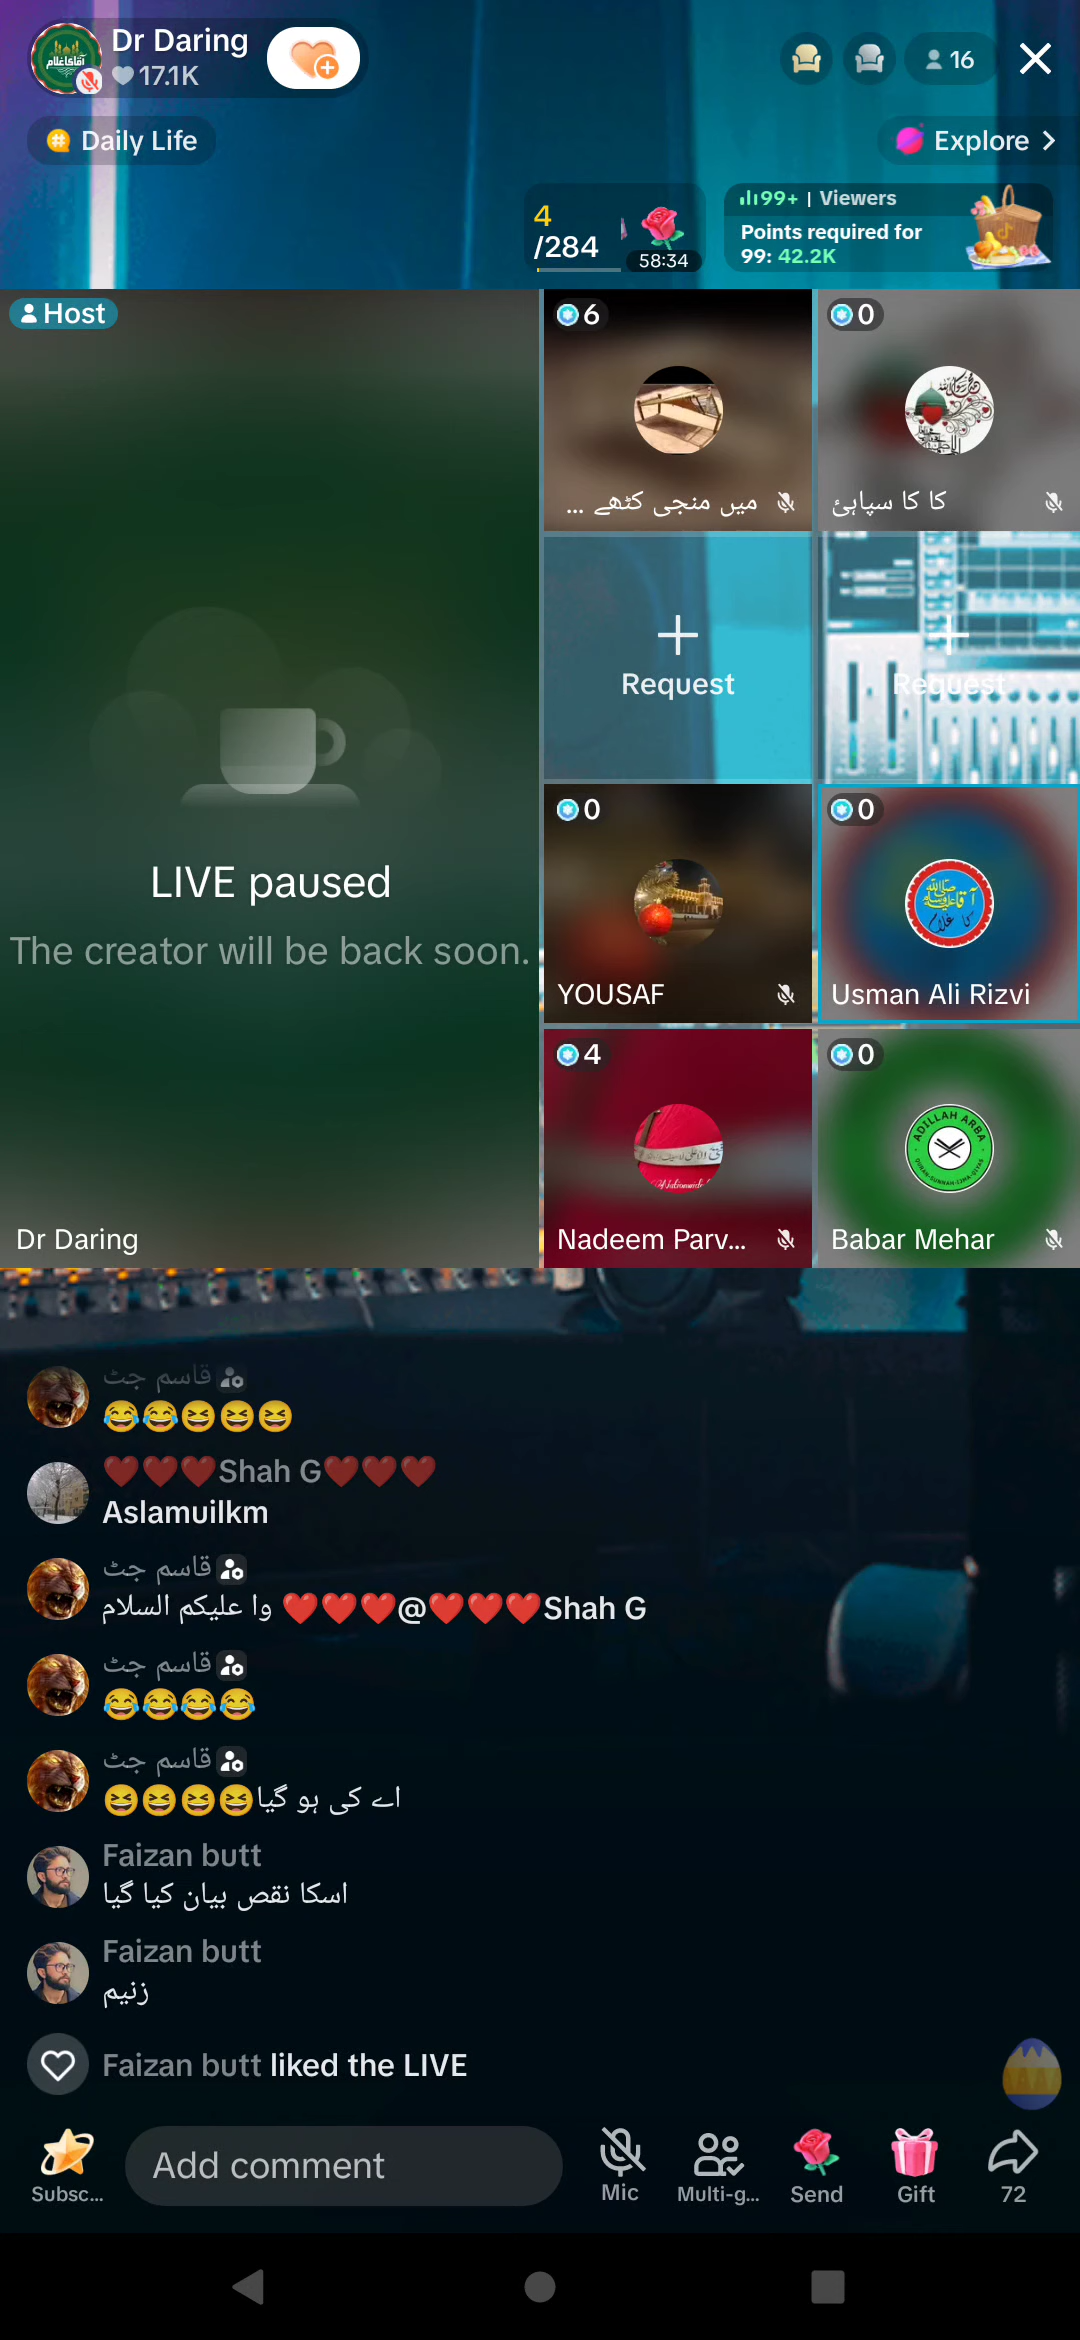 Dr Daring
17.1K
16
Daily Life
Explore
4
/284
58:34
99+ | Viewers
Points required for
99: 42.2K
Host
6
0
میں منجی کٹھے ...
کا کا سپاہئ
Request
Request
LIVE paused
The creator will be back soon.
0
0
YOUSAF
Usman Ali Rizvi
4
0
ADILLAH ARBA
Dr Daring
Nadeem Parv...
Babar Mehar
قاسم جٹ
😂😂😆😆😆
❤️❤️❤️Shah G❤️❤️❤️
Aslamuilkm
قاسم جٹ
وا علیکم السلام ❤️❤️❤️@❤️❤️❤️Shah G
قاسم جٹ
😂😂😂😂
قاسم جٹ
😆😆😆😆اے کی ہو گیا
Faizan butt
اسکا نقص بیان کیا گیا
Faizan butt
زنیم
Faizan butt liked the LIVE
Subsc...
Add comment
Mic
Multi-g...
Send
Gift
72